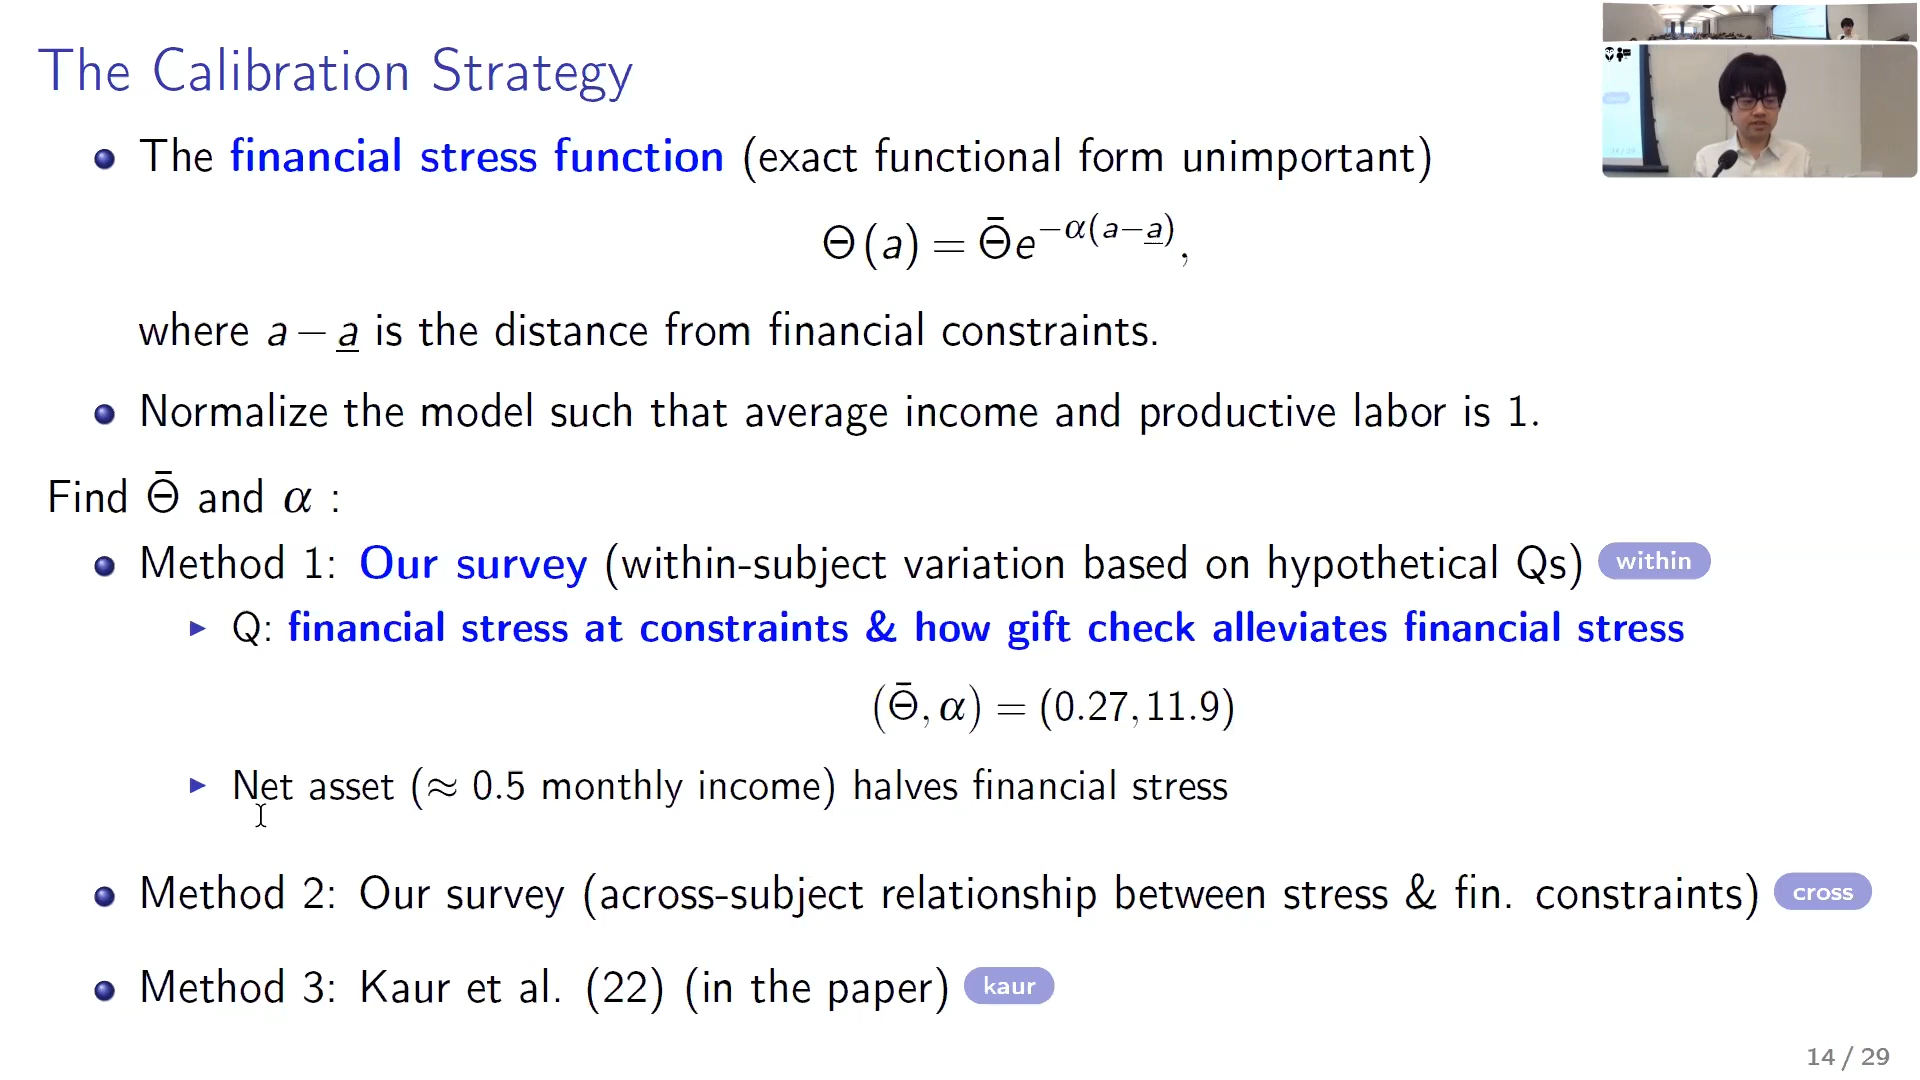 The Calibration Strategy
The financial stress function (exact functional form unimportant)
Θ(a) = Θ̄e^{−α(a−a̲)},
where a − a̲ is the distance from financial constraints.
Normalize the model such that average income and productive labor is 1.
Find Θ̄ and α :
Method 1: Our survey (within-subject variation based on hypothetical Qs) within
Q: financial stress at constraints & how gift check alleviates financial stress
(Θ̄, α) = (0.27, 11.9)
Net asset (≈ 0.5 monthly income) halves financial stress
Method 2: Our survey (across-subject relationship between stress & fin. constraints) cross
Method 3: Kaur et al. (22) (in the paper) kaur
14 / 29